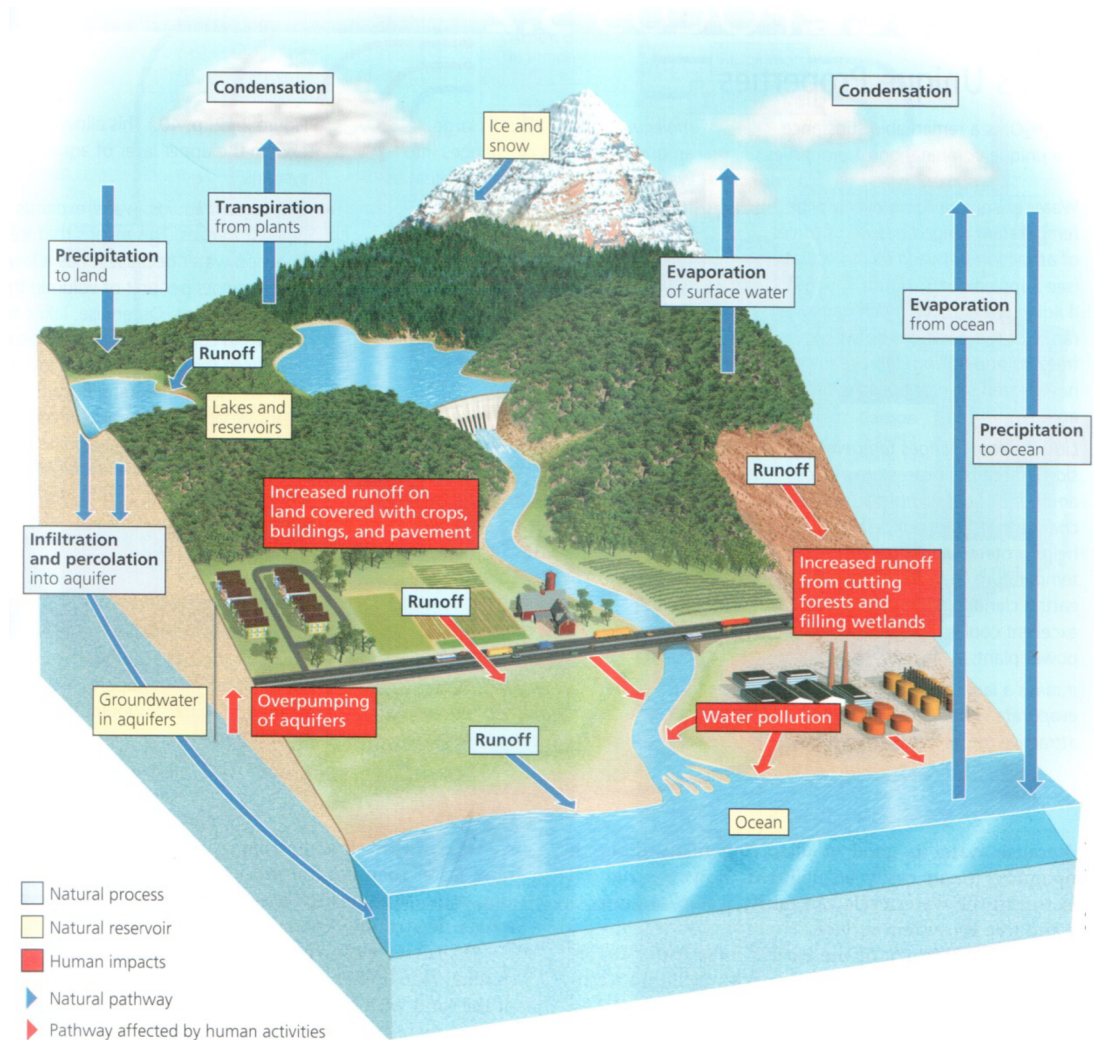 Condensation
Condensation
Ice and
snow
Transpiration
from plants
Precipitation
to land
Evaporation
of surface water
Evaporation
from ocean
Runoff
Lakes and
reservoirs
Precipitation
to ocean
Runoff
Increased runoff on
land covered with crops,
buildings, and pavement
Infiltration
and percolation
into aquifer
Increased runoff
from cutting
forests and
filling wetlands
Runoff
Groundwater
in aquifers
Overpumping
of aquifers
Water pollution
Runoff
Ocean
Natural process
Natural reservoir
Human impacts
Natural pathway
Pathway affected by human activities